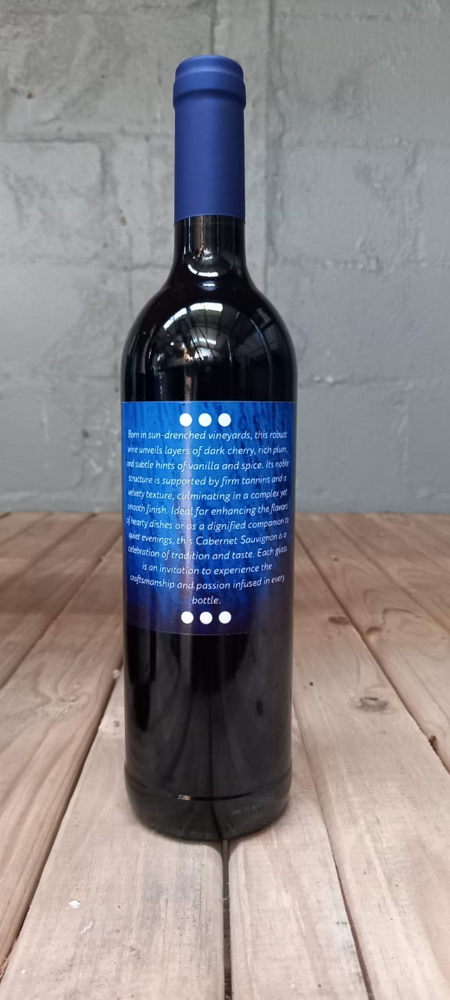 Born in sun-drenched vineyards, this robust
wine unveils layers of dark cherry, rich plum,
and subtle hints of vanilla and spice. Its noble
structure is supported by firm tannins and a
velvety texture, culminating in a complex yet
smooth finish. Ideal for enhancing the flavors
of hearty dishes or as a dignified companion to
quiet evenings, this Cabernet Sauvignon is a
celebration of tradition and taste. Each glass
is an invitation to experience the
craftsmanship and passion infused in every
bottle.